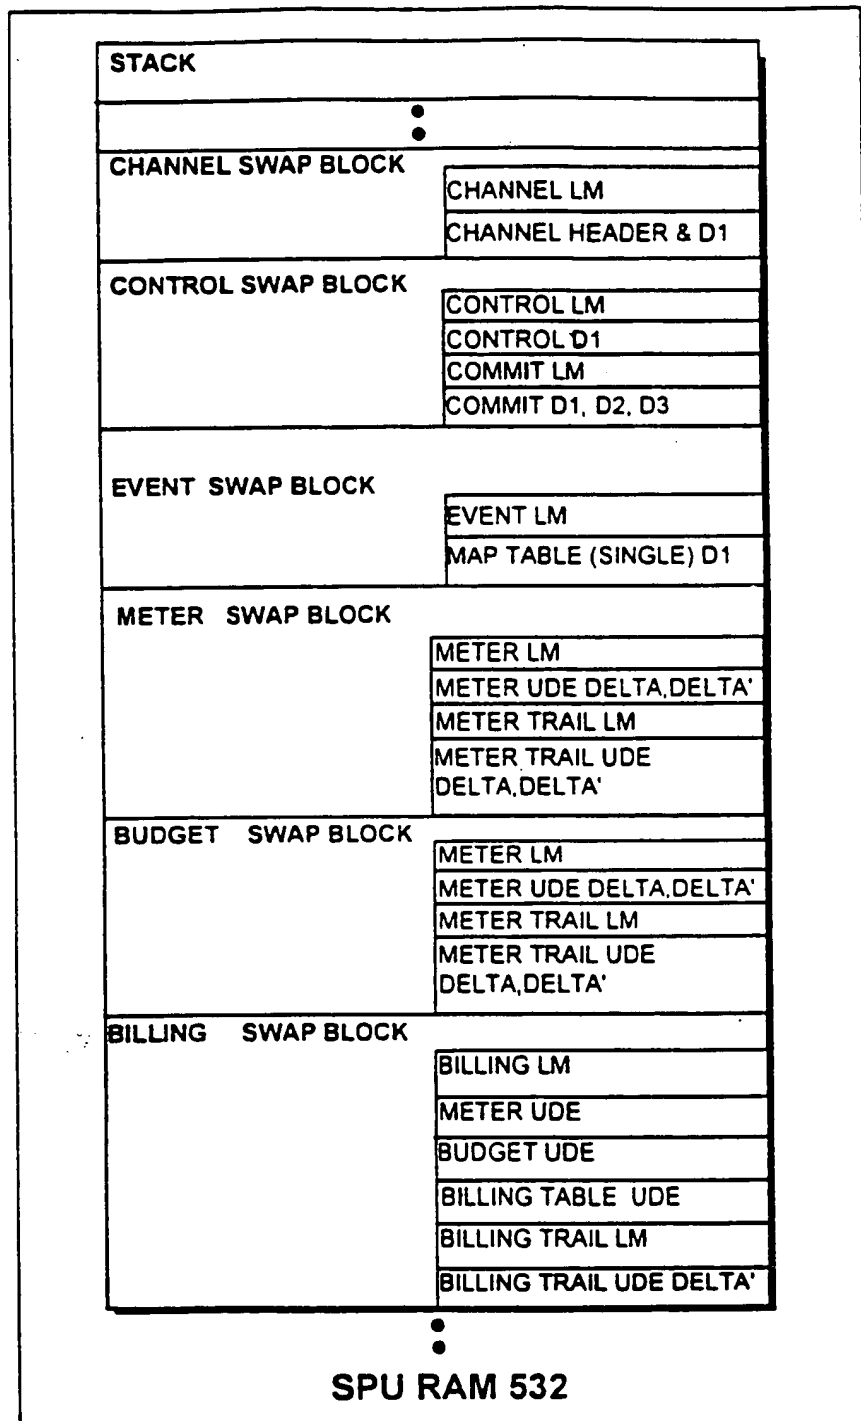 STACK
CHANNEL SWAP BLOCK
CHANNEL LM
CHANNEL HEADER & D1
CONTROL SWAP BLOCK
CONTROL LM
CONTROL D1
COMMIT LM
COMMIT D1, D2, D3
EVENT SWAP BLOCK
EVENT LM
MAP TABLE (SINGLE) D1
METER SWAP BLOCK
METER LM
METER UDE DELTA,DELTA'
METER TRAIL LM
METER TRAIL UDE
DELTA,DELTA'
BUDGET SWAP BLOCK
METER LM
METER UDE DELTA,DELTA'
METER TRAIL LM
METER TRAIL UDE
DELTA,DELTA'
BILLING SWAP BLOCK
BILLING LM
METER UDE
BUDGET UDE
BILLING TABLE UDE
BILLING TRAIL LM
BILLING TRAIL UDE DELTA'
SPU RAM 532